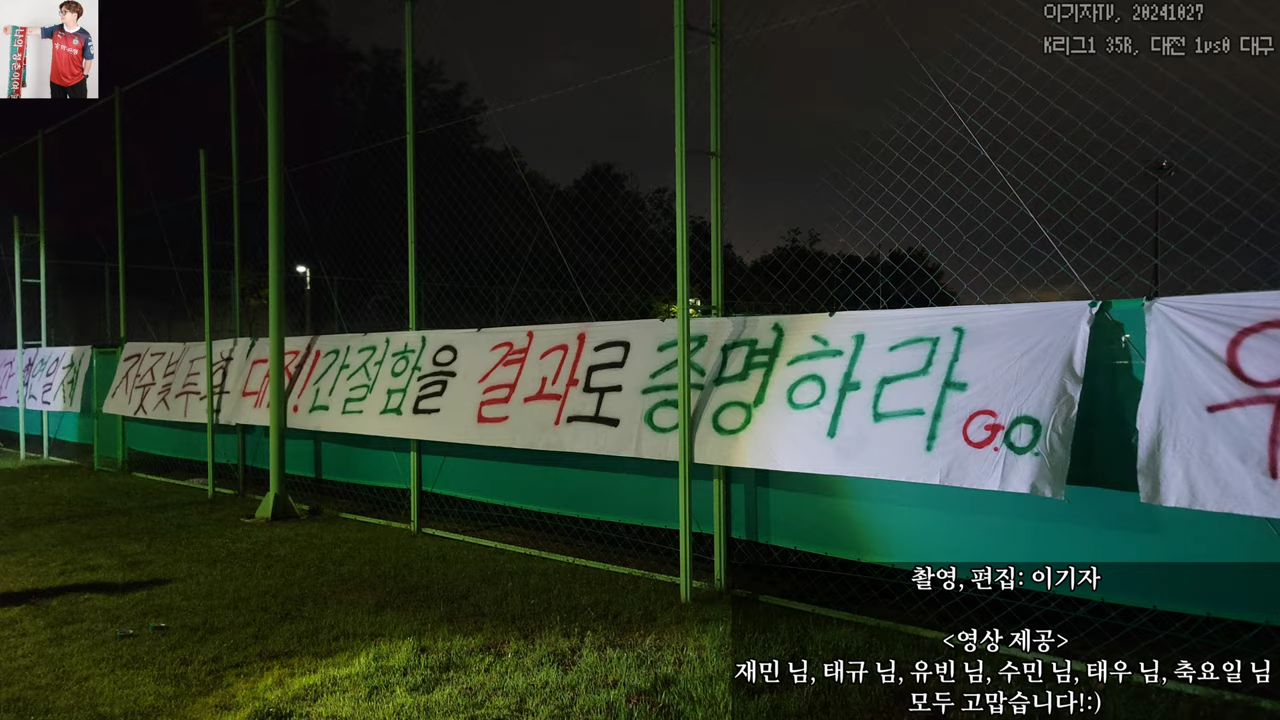 이기자TV, 20241027
K리그1 35R, 대전 1vs0 대구
자줏빛 투혼 대전! 간절함을 결과로 증명하라 G.O.
촬영, 편집: 이기자
<영상 제공>
재민 님, 태규 님, 유빈 님, 수민 님, 태우 님, 축요일 님
모두 고맙습니다!:)